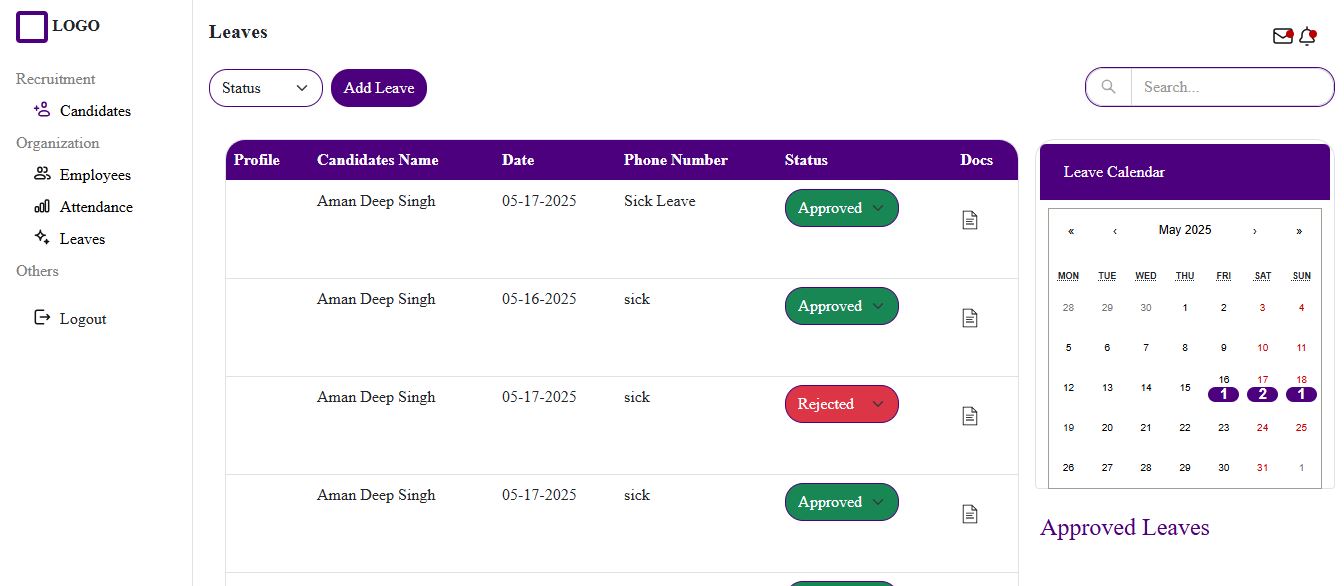 LOGO
Recruitment
Candidates
Organization
Employees
Attendance
Leaves
Others
Logout
Leaves
Status
Add Leave
Search...
Profile Candidates Name Date Phone Number Status Docs
Aman Deep Singh 05-17-2025 Sick Leave Approved
Aman Deep Singh 05-16-2025 sick Approved
Aman Deep Singh 05-17-2025 sick Rejected
Aman Deep Singh 05-17-2025 sick Approved
Leave Calendar
« ‹ May 2025 › »
MON TUE WED THU FRI SAT SUN
28 29 30 1 2 3 4
5 6 7 8 9 10 11
12 13 14 15 16 17 18
1 2 1
19 20 21 22 23 24 25
26 27 28 29 30 31 1
Approved Leaves